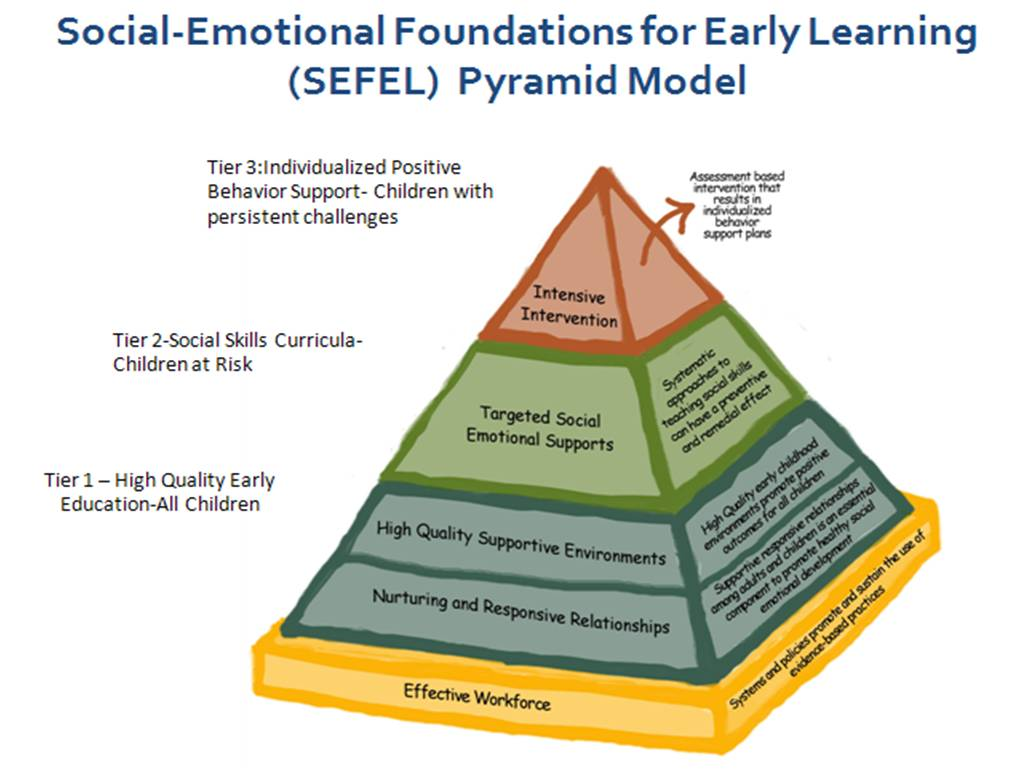 Social-Emotional Foundations for Early Learning
(SEFEL) Pyramid Model
Tier 3:Individualized Positive
Behavior Support- Children with
persistent challenges
Assessment based
intervention that
results in
individualized
behavior
support plans
Intensive
Intervention
Tier 2-Social Skills Curricula-
Children at Risk
Targeted Social
Emotional Supports
Systematic
approaches to
teaching social skills
can have a preventive
and remedial effect
Tier 1 – High Quality Early
Education-All Children
High Quality Supportive Environments
High Quality early childhood
environments promote positive
outcomes for all children
Nurturing and Responsive Relationships
Supportive responsive relationships
among adults and children is an essential
component to promote healthy social
emotional development
Effective Workforce
Systems and policies promote and sustain the use of
evidence-based practices